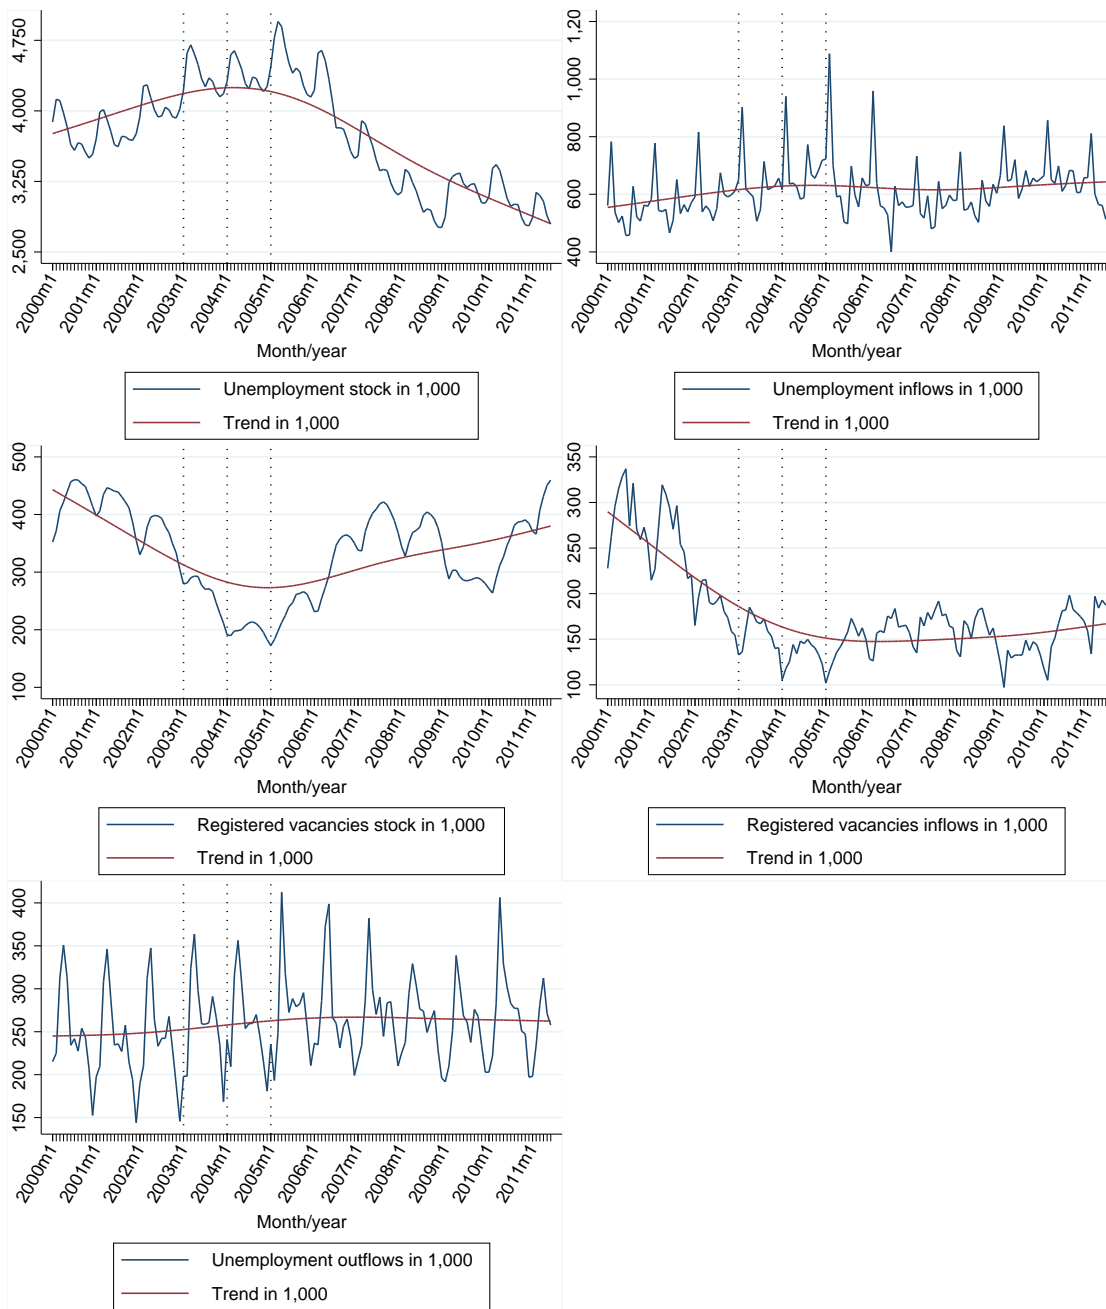 4,750
4,000
3,250
2,500
2000m1
2001m1
2002m1
2003m1
2004m1
2005m1
2006m1
2007m1
2008m1
2009m1
2010m1
2011m1
Month/year
Unemployment stock in 1,000
Trend in 1,000
1,20
1,000
800
600
400
2000m1
2001m1
2002m1
2003m1
2004m1
2005m1
2006m1
2007m1
2008m1
2009m1
2010m1
2011m1
Month/year
Unemployment inflows in 1,000
Trend in 1,000
500
400
300
200
100
2000m1
2001m1
2002m1
2003m1
2004m1
2005m1
2006m1
2007m1
2008m1
2009m1
2010m1
2011m1
Month/year
Registered vacancies stock in 1,000
Trend in 1,000
350
300
250
200
150
100
2000m1
2001m1
2002m1
2003m1
2004m1
2005m1
2006m1
2007m1
2008m1
2009m1
2010m1
2011m1
Month/year
Registered vacancies inflows in 1,000
Trend in 1,000
400
350
300
250
200
150
2000m1
2001m1
2002m1
2003m1
2004m1
2005m1
2006m1
2007m1
2008m1
2009m1
2010m1
2011m1
Month/year
Unemployment outflows in 1,000
Trend in 1,000